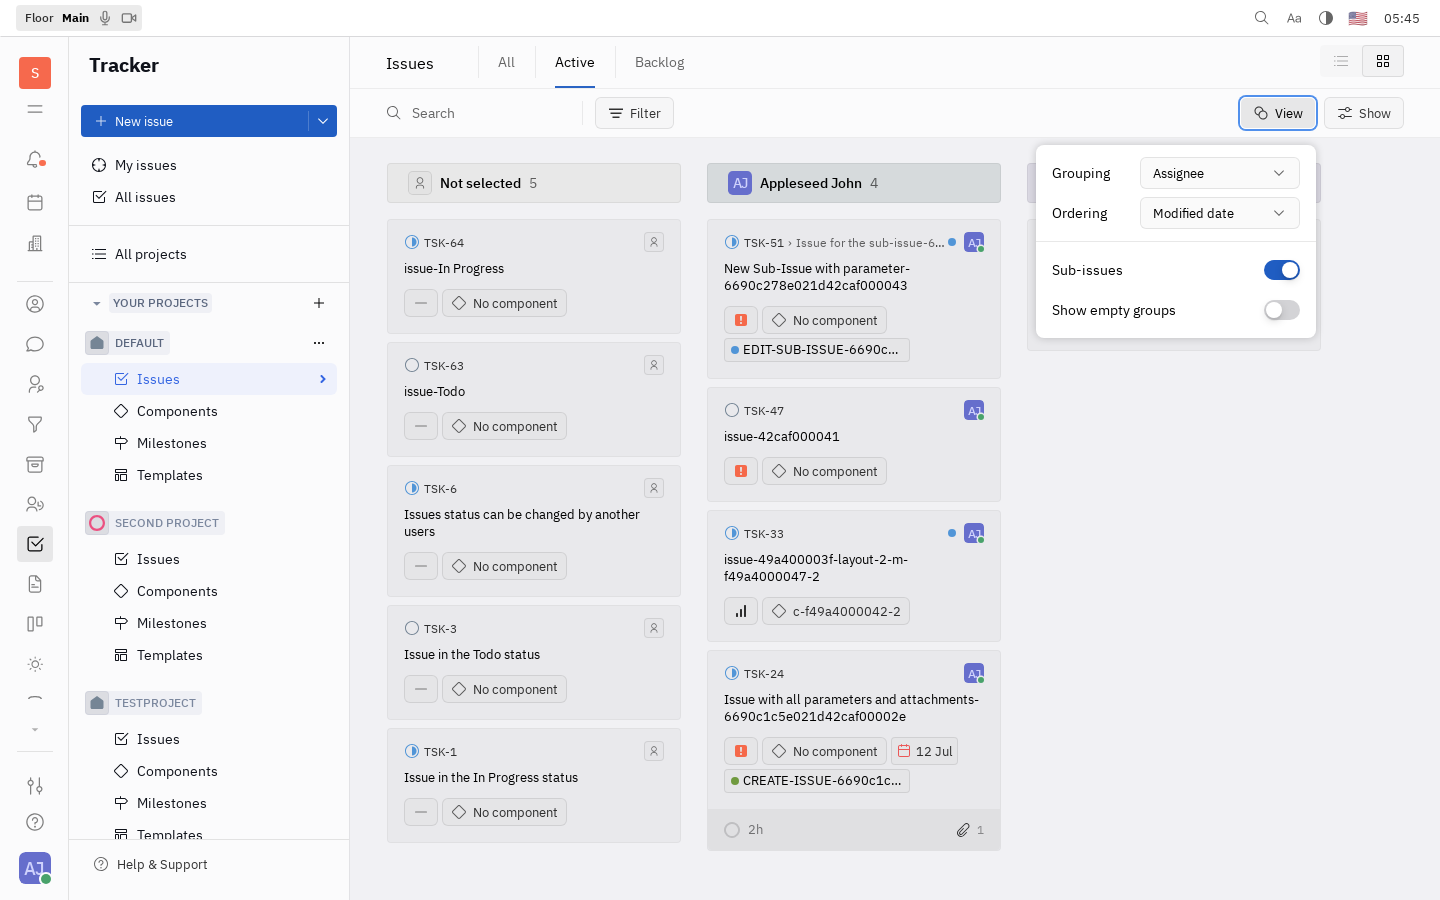 Floor Main
Aa
05:45
S
Tracker
New issue
My issues
All issues
All projects
YOUR PROJECTS
DEFAULT
Issues
Components
Milestones
Templates
SECOND PROJECT
Issues
Components
Milestones
Templates
TESTPROJECT
Issues
Components
Milestones
Templates
Help & Support
AJ
Issues
All
Active
Backlog
Search
Filter
View
Show
Grouping
Assignee
Ordering
Modified date
Sub-issues
Show empty groups
Not selected 5
TSK-64
issue-In Progress
No component
TSK-63
issue-Todo
No component
TSK-6
Issues status can be changed by another
users
No component
TSK-3
Issue in the Todo status
No component
TSK-1
Issue in the In Progress status
No component
AJ Appleseed John 4
TSK-51 › Issue for the sub-issue-6... AJ
New Sub-Issue with parameter-
6690c278e021d42caf000043
No component
EDIT-SUB-ISSUE-6690c...
TSK-47 AJ
issue-42caf000041
No component
TSK-33 AJ
issue-49a400003f-layout-2-m-
f49a4000047-2
c-f49a4000042-2
TSK-24 AJ
Issue with all parameters and attachments-
6690c1c5e021d42caf00002e
No component
12 Jul
CREATE-ISSUE-6690c1c...
2h
1